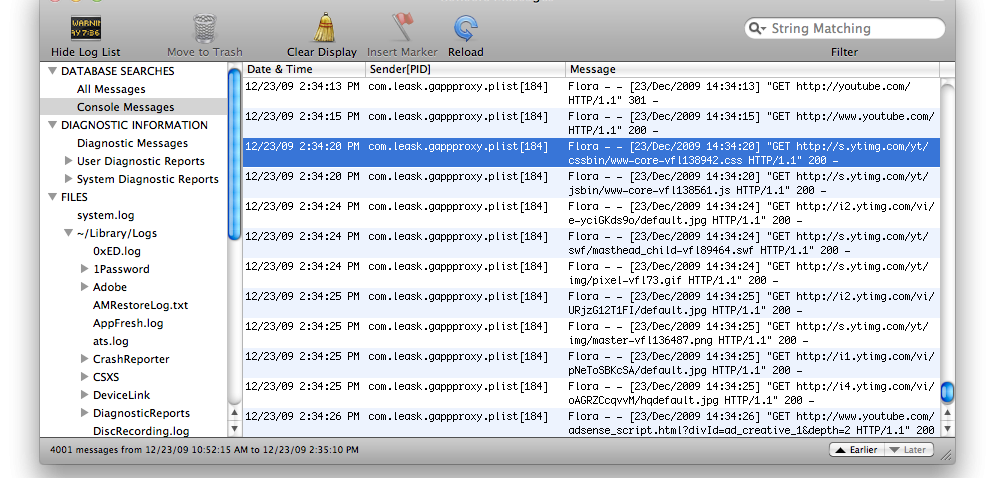 WARNIN
AY 7:36
Hide Log List
Move to Trash
Clear Display
Insert Marker
Reload
String Matching
Filter
DATABASE SEARCHES
All Messages
Console Messages
DIAGNOSTIC INFORMATION
Diagnostic Messages
User Diagnostic Reports
System Diagnostic Reports
FILES
system.log
~/Library/Logs
0xED.log
1Password
Adobe
AMRestoreLog.txt
AppFresh.log
ats.log
CrashReporter
CSXS
DeviceLink
DiagnosticReports
DiscRecording.log
Date & Time Sender[PID] Message
12/23/09 2:34:13 PM com.leask.gappproxy.plist[184] Flora - - [23/Dec/2009 14:34:13] "GET http://youtube.com/
HTTP/1.1" 301 -
12/23/09 2:34:15 PM com.leask.gappproxy.plist[184] Flora - - [23/Dec/2009 14:34:15] "GET http://www.youtube.com/
HTTP/1.1" 200 -
12/23/09 2:34:20 PM com.leask.gappproxy.plist[184] Flora - - [23/Dec/2009 14:34:20] "GET http://s.ytimg.com/yt/
cssbin/www-core-vfl138942.css HTTP/1.1" 200 -
12/23/09 2:34:20 PM com.leask.gappproxy.plist[184] Flora - - [23/Dec/2009 14:34:20] "GET http://s.ytimg.com/yt/
jsbin/www-core-vfl138561.js HTTP/1.1" 200 -
12/23/09 2:34:24 PM com.leask.gappproxy.plist[184] Flora - - [23/Dec/2009 14:34:24] "GET http://i2.ytimg.com/vi/
e-yciGKds9o/default.jpg HTTP/1.1" 200 -
12/23/09 2:34:24 PM com.leask.gappproxy.plist[184] Flora - - [23/Dec/2009 14:34:24] "GET http://s.ytimg.com/yt/
swf/masthead_child-vfl89464.swf HTTP/1.1" 200 -
12/23/09 2:34:24 PM com.leask.gappproxy.plist[184] Flora - - [23/Dec/2009 14:34:24] "GET http://s.ytimg.com/yt/
img/pixel-vfl73.gif HTTP/1.1" 200 -
12/23/09 2:34:25 PM com.leask.gappproxy.plist[184] Flora - - [23/Dec/2009 14:34:25] "GET http://i2.ytimg.com/vi/
URjzG12T1FI/default.jpg HTTP/1.1" 200 -
12/23/09 2:34:25 PM com.leask.gappproxy.plist[184] Flora - - [23/Dec/2009 14:34:25] "GET http://s.ytimg.com/yt/
img/master-vfl136487.png HTTP/1.1" 200 -
12/23/09 2:34:25 PM com.leask.gappproxy.plist[184] Flora - - [23/Dec/2009 14:34:25] "GET http://i1.ytimg.com/vi/
pNeToSBKcSA/default.jpg HTTP/1.1" 200 -
12/23/09 2:34:25 PM com.leask.gappproxy.plist[184] Flora - - [23/Dec/2009 14:34:25] "GET http://i4.ytimg.com/vi/
oAGRZCcqvvM/hqdefault.jpg HTTP/1.1" 200 -
12/23/09 2:34:26 PM com.leask.gappproxy.plist[184] Flora - - [23/Dec/2009 14:34:26] "GET http://www.youtube.com/
adsense_script.html?divId=ad_creative_1&depth=2 HTTP/1.1" 200
4001 messages from 12/23/09 10:52:15 AM to 12/23/09 2:35:10 PM
Earlier
Later